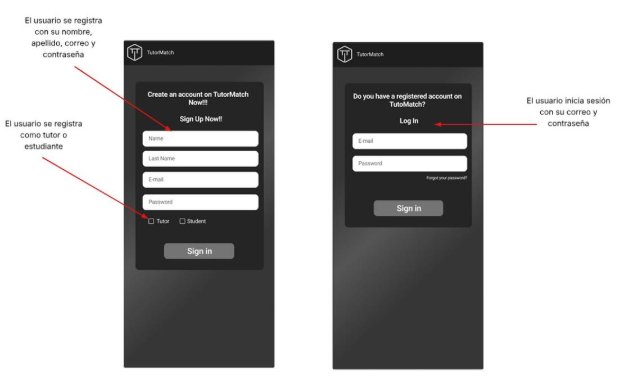 El usuario se registra
con su nombre,
apellido, correo y
contraseña
El usuario se registra
como tutor o
estudiante
TutorMatch
Create an account on TutorMatch
Now!!!
Sign Up Now!!
Name
Last Name
E-mail
Password
Tutor
Student
Sign in
TutorMatch
Do you have a registered account on
TutoMatch?
Log In
E-mail
Password
Forgot your password?
Sign in
El usuario inicia sesión
con su correo y
contraseña